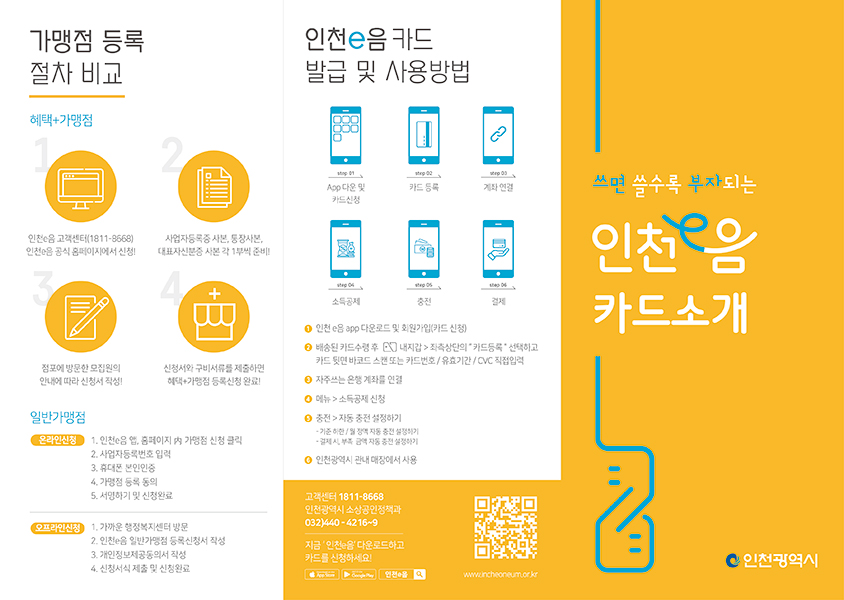 가맹점 등록
절차 비교
혜택+가맹점
1
인천e음 고객센터(1811-8668)
인천e음 공식 홈페이지에서 신청!
2
사업자등록증 사본, 통장사본,
대표자신분증 사본 각 1부씩 준비!
3
점포에 방문한 모집원의
안내에 따라 신청서 작성!
4
신청서와 구비서류를 제출하면
혜택+가맹점 등록신청 완료!
일반가맹점
온라인신청
1. 인천e음 앱, 홈페이지 內 가맹점 신청 클릭
2. 사업자등록번호 입력
3. 휴대폰 본인인증
4. 가맹점 등록 동의
5. 서명하기 및 신청완료
오프라인신청
1. 가까운 행정복지센터 방문
2. 인천e음 일반가맹점 등록신청서 작성
3. 개인정보제공동의서 작성
4. 신청서식 제출 및 신청완료
인천e음 카드
발급 및 사용방법
step 01
App 다운 및
카드신청
step 02
카드 등록
step 03
계좌 연결
step 04
소득공제
step 05
충전
step 06
결제
1 인천 e음 app 다운로드 및 회원가입(카드 신청)
2 배송된 카드수령 후 내지갑 > 좌측상단의 "카드등록" 선택하고
카드 뒷면 바코드 스캔 또는 카드번호 / 유효기간 / CVC 직접입력
3 자주쓰는 은행 계좌를 연결
4 메뉴 > 소득공제 신청
5 충전 > 자동 충전 설정하기
- 기준 하한 / 월 정액 자동 충전 설정하기
- 결제 시, 부족 금액 자동 충전 설정하기
6 인천광역시 관내 매장에서 사용
고객센터 1811-8668
인천광역시 소상공인정책과
032)440 - 4216~9
지금 '인천e음' 다운로드하고
카드를 신청하세요!
App Store
Google Play
인천e음
www.incheoneum.or.kr
쓰면 쓸수록 부자되는
인천e음
카드소개
인천광역시